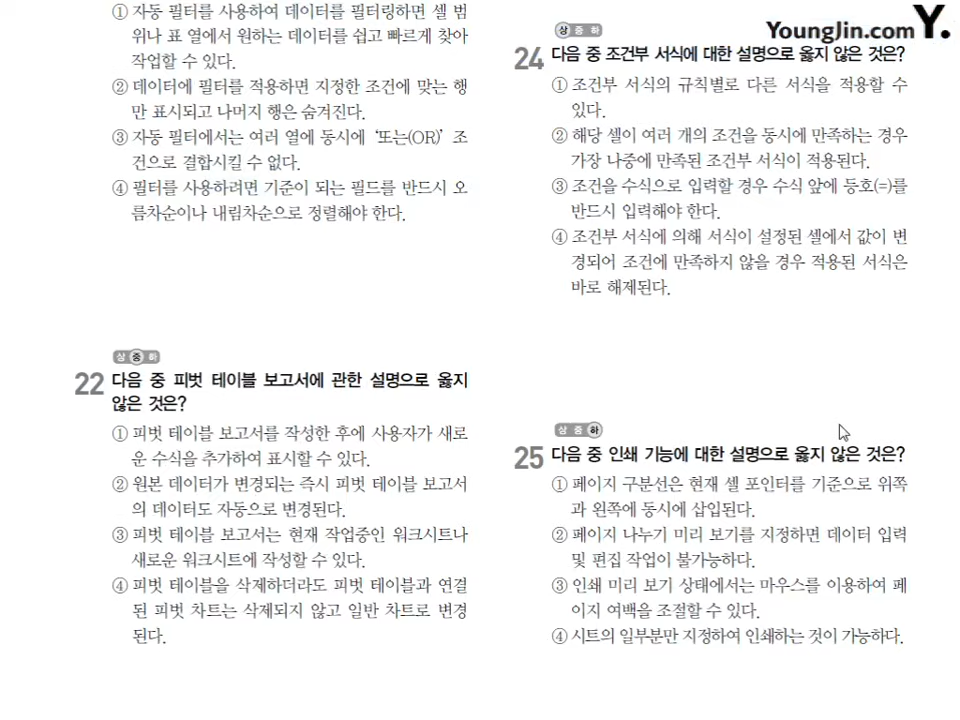 ① 자동 필터를 사용하여 데이터를 필터링하면 셀 범
위나 표 열에서 원하는 데이터를 쉽고 빠르게 찾아
작업할 수 있다.
② 데이터에 필터를 적용하면 지정한 조건에 맞는 행
만 표시되고 나머지 행은 숨겨진다.
③ 자동 필터에서는 여러 열에 동시에 ‘또는(OR)’ 조
건으로 결합시킬 수 없다.
④ 필터를 사용하려면 기준이 되는 필드를 반드시 오
름차순이나 내림차순으로 정렬해야 한다.
상 중 하
22 다음 중 피벗 테이블 보고서에 관한 설명으로 옳지
않은 것은?
① 피벗 테이블 보고서를 작성한 후에 사용자가 새로
운 수식을 추가하여 표시할 수 있다.
② 원본 데이터가 변경되는 즉시 피벗 테이블 보고서
의 데이터도 자동으로 변경된다.
③ 피벗 테이블 보고서는 현재 작업중인 워크시트나
새로운 워크시트에 작성할 수 있다.
④ 피벗 테이블을 삭제하더라도 피벗 테이블과 연결
된 피벗 차트는 삭제되지 않고 일반 차트로 변경
된다.
YoungJin.com Y.
상 중 하
24 다음 중 조건부 서식에 대한 설명으로 옳지 않은 것은?
① 조건부 서식의 규칙별로 다른 서식을 적용할 수
있다.
② 해당 셀이 여러 개의 조건을 동시에 만족하는 경우
가장 나중에 만족된 조건부 서식이 적용된다.
③ 조건을 수식으로 입력할 경우 수식 앞에 등호(=)를
반드시 입력해야 한다.
④ 조건부 서식에 의해 서식이 설정된 셀에서 값이 변
경되어 조건에 만족하지 않을 경우 적용된 서식은
바로 해제된다.
상 중 하
25 다음 중 인쇄 기능에 대한 설명으로 옳지 않은 것은?
① 페이지 구분선은 현재 셀 포인터를 기준으로 위쪽
과 왼쪽에 동시에 삽입된다.
② 페이지 나누기 미리 보기를 지정하면 데이터 입력
및 편집 작업이 불가능하다.
③ 인쇄 미리 보기 상태에서는 마우스를 이용하여 페
이지 여백을 조절할 수 있다.
④ 시트의 일부분만 지정하여 인쇄하는 것이 가능하다.